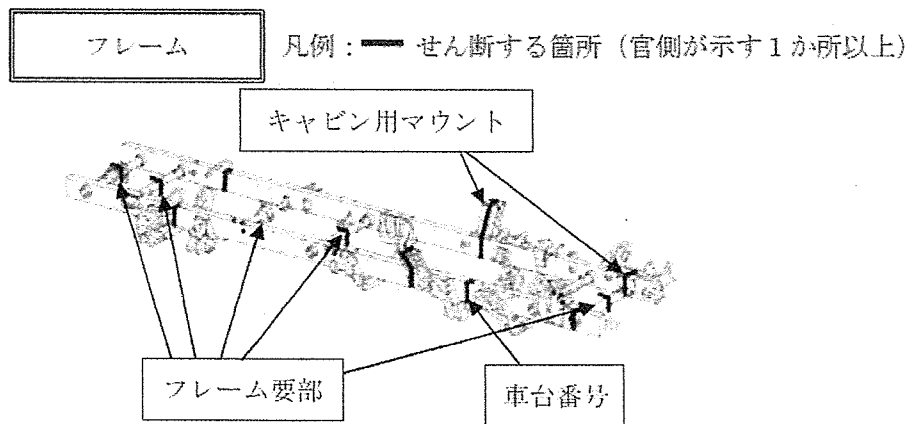 フレーム
凡例：━ せん断する箇所（官側が示す１か所以上）
キャビン用マウント
フレーム要部
車台番号